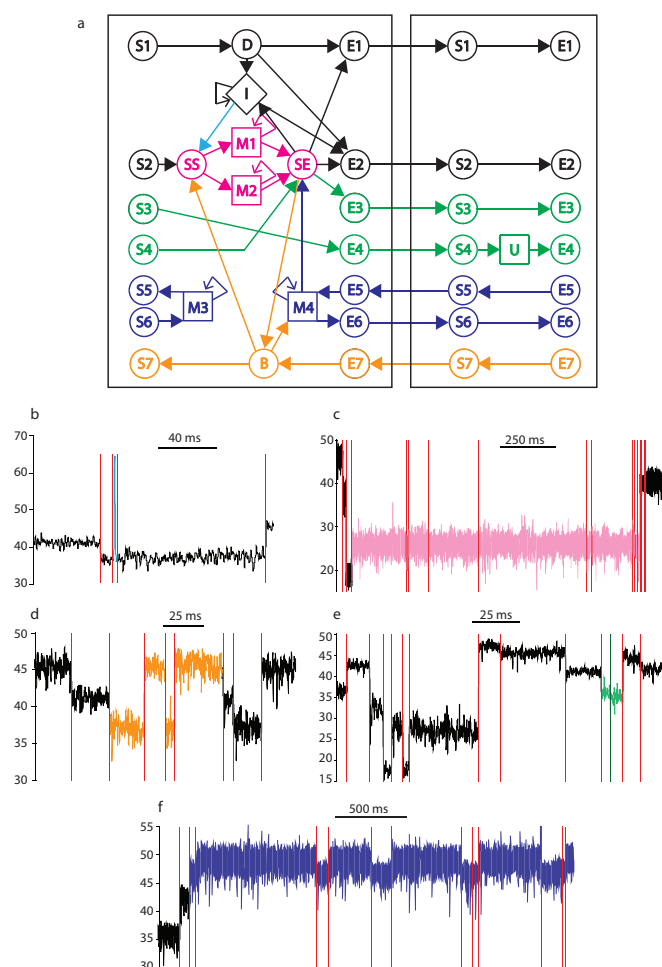 a
S1 D E1 S1 E1
I
M1
S2 SS SE E2 S2 E2
M2
S3 E3 S3 E3
S4 E4 S4 U E4
S5 E5 S5 E5
M3 M4
S6 E6 S6 E6
S7 B E7 S7 E7
b
40 ms
70
60
50
40
30
c
250 ms
50
40
30
20
d
25 ms
50
45
40
35
30
e
25 ms
50
45
40
35
30
25
20
15
f
500 ms
55
50
45
40
35
30